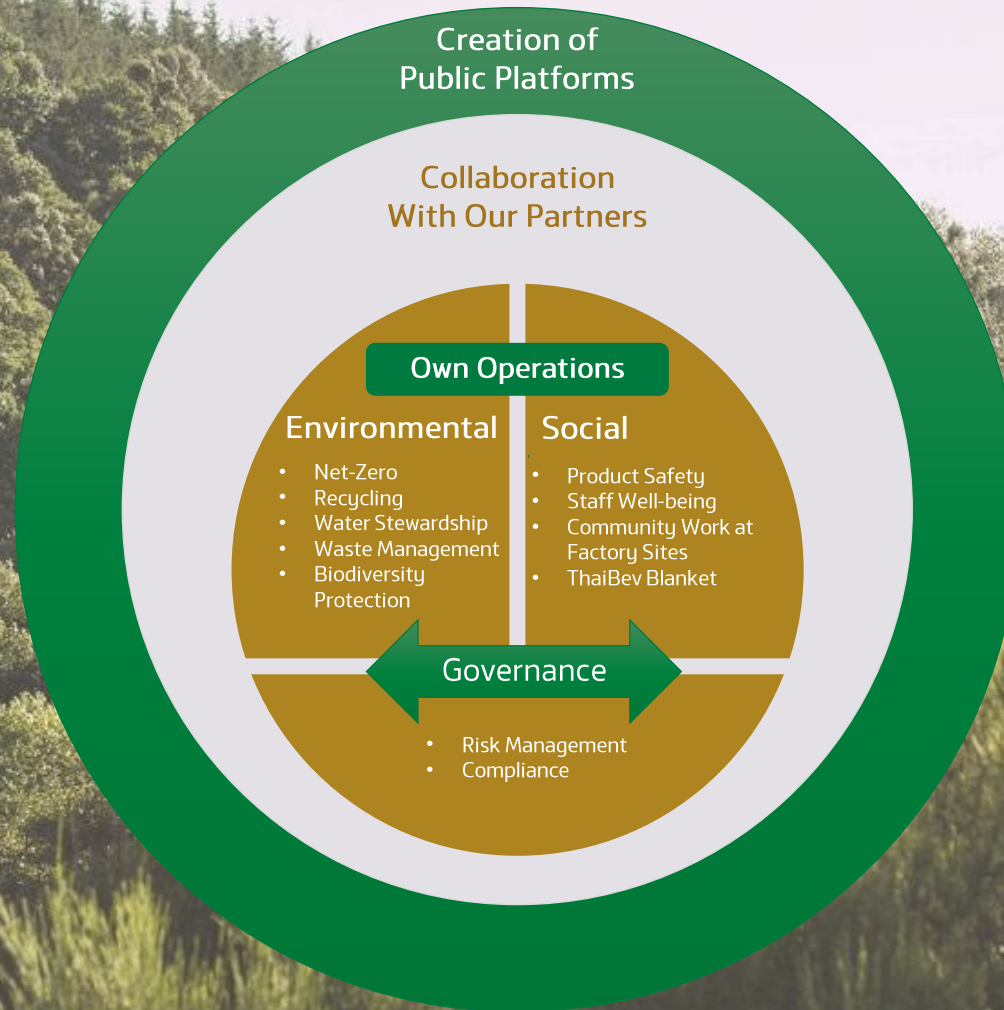 Creation of
Public Platforms
Collaboration
With Our Partners
Own Operations
Environmental
• Net-Zero
• Recycling
• Water Stewardship
• Waste Management
• Biodiversity
Protection
Social
• Product Safety
• Staff Well-being
• Community Work at
Factory Sites
• ThaiBev Blanket
Governance
• Risk Management
• Compliance